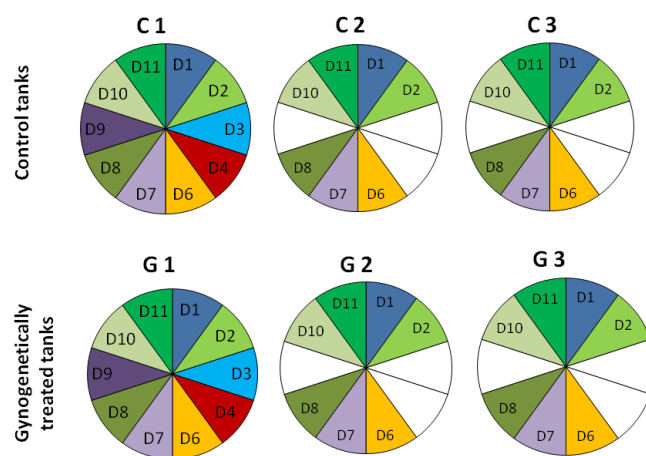 C 1 C 2 C 3
Control tanks
D11 D1 D11 D1 D11 D1
D10 D2 D10 D2 D10 D2
D9 D3
D8 D4 D8 D8
D7 D6 D7 D6 D7 D6
G 1 G 2 G 3
Gynogenetically
treated tanks
D11 D1 D11 D1 D11 D1
D10 D2 D10 D2 D10 D2
D9 D3
D8 D4 D8 D8
D7 D6 D7 D6 D7 D6